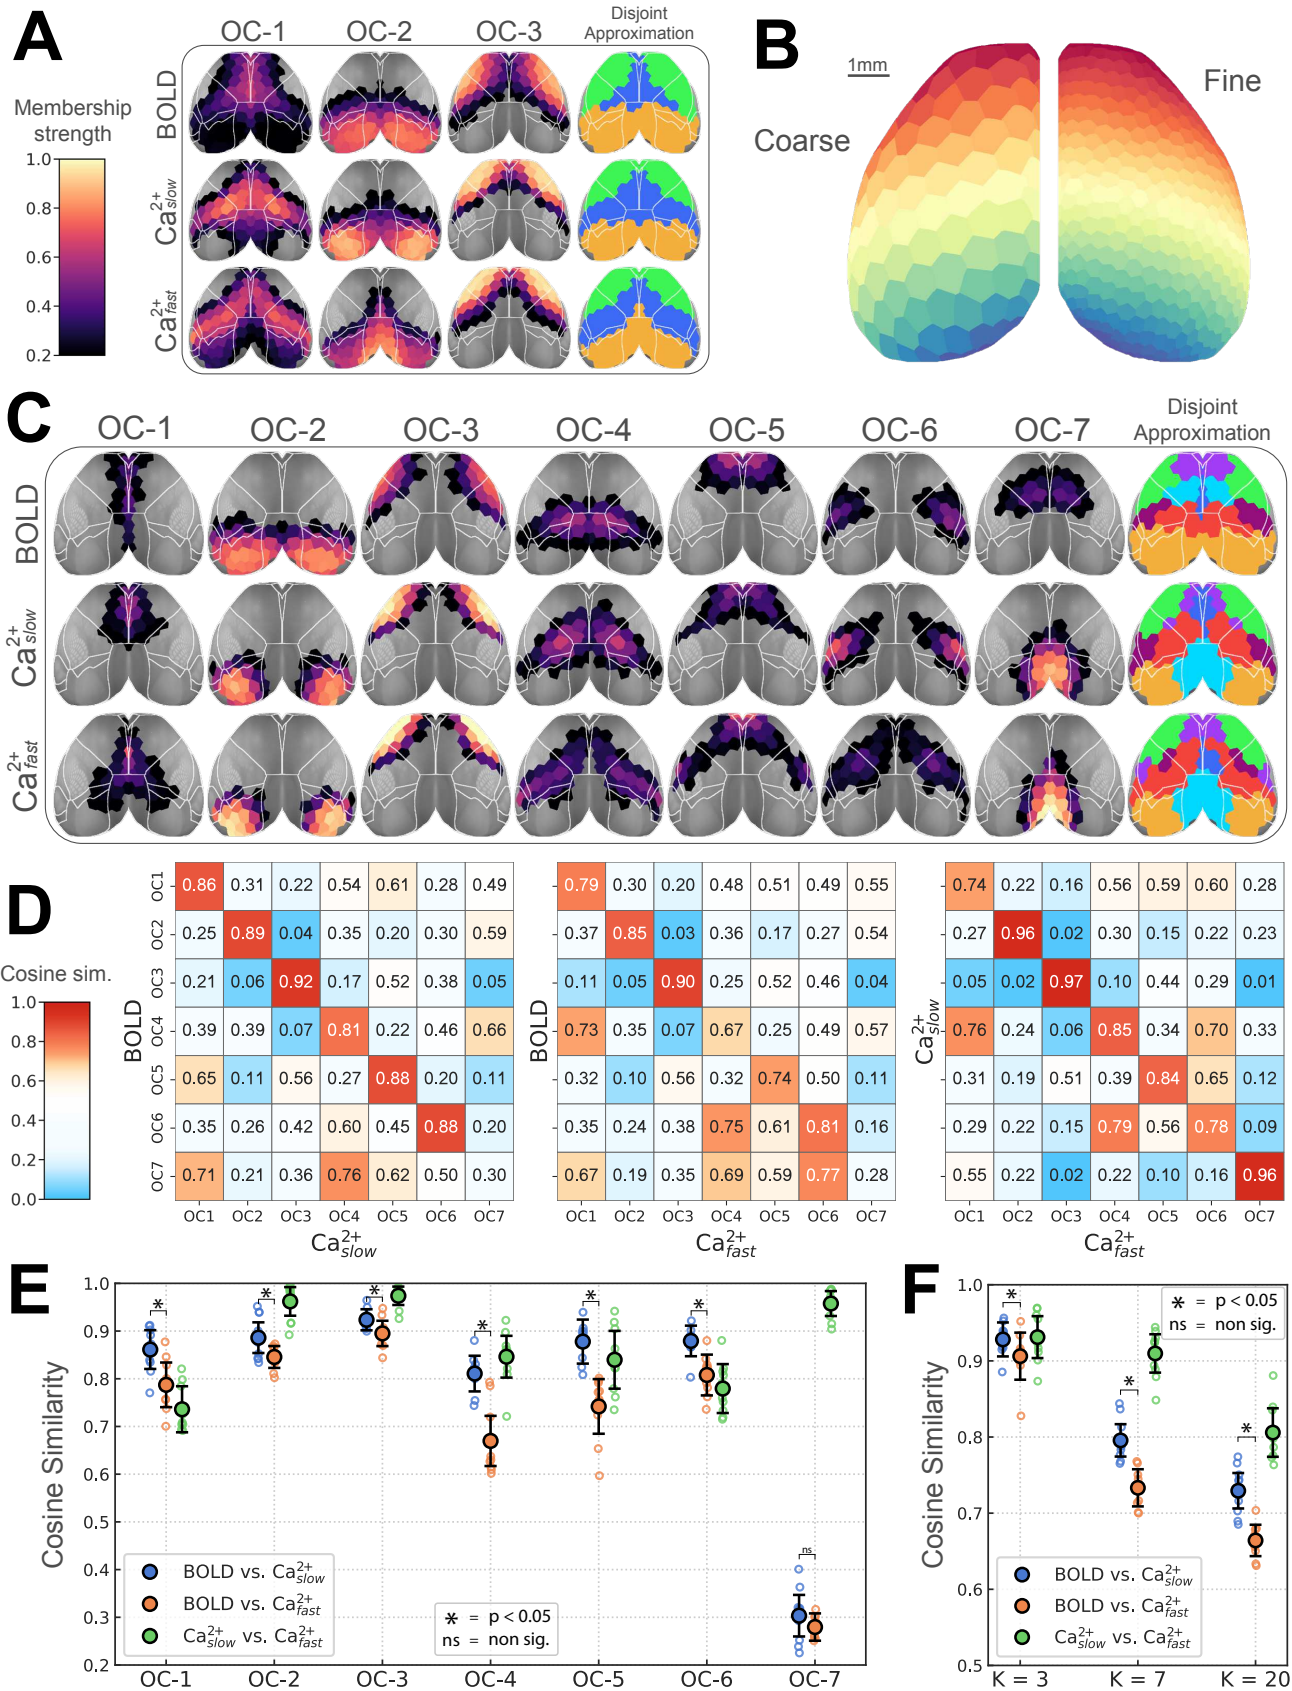 A
OC-1 OC-2 OC-3 Disjoint Approximation
Membership strength
1.0
0.8
0.6
0.4
0.2
BOLD
Ca2+ slow
Ca2+ fast
B
1mm
Coarse
Fine
C
OC-1 OC-2 OC-3 OC-4 OC-5 OC-6 OC-7 Disjoint Approximation
BOLD
Ca2+ slow
Ca2+ fast
D
Cosine sim.
1.0
0.8
0.6
0.4
0.2
0.0
BOLD
OC1 0.86 0.31 0.22 0.54 0.61 0.28 0.49
OC2 0.25 0.89 0.04 0.35 0.20 0.30 0.59
OC3 0.21 0.06 0.92 0.17 0.52 0.38 0.05
OC4 0.39 0.39 0.07 0.81 0.22 0.46 0.66
OC5 0.65 0.11 0.56 0.27 0.88 0.20 0.11
OC6 0.35 0.26 0.42 0.60 0.45 0.88 0.20
OC7 0.71 0.21 0.36 0.76 0.62 0.50 0.30
OC1 OC2 OC3 OC4 OC5 OC6 OC7
Ca2+ slow
BOLD
0.79 0.30 0.20 0.48 0.51 0.49 0.55
0.37 0.85 0.03 0.36 0.17 0.27 0.54
0.11 0.05 0.90 0.25 0.52 0.46 0.04
0.73 0.35 0.07 0.67 0.25 0.49 0.57
0.32 0.10 0.56 0.32 0.74 0.50 0.11
0.35 0.24 0.38 0.75 0.61 0.81 0.16
0.67 0.19 0.35 0.69 0.59 0.77 0.28
OC1 OC2 OC3 OC4 OC5 OC6 OC7
Ca2+ fast
Ca2+ slow
0.74 0.22 0.16 0.56 0.59 0.60 0.28
0.27 0.96 0.02 0.30 0.15 0.22 0.23
0.05 0.02 0.97 0.10 0.44 0.29 0.01
0.76 0.24 0.06 0.85 0.34 0.70 0.33
0.31 0.19 0.51 0.39 0.84 0.65 0.12
0.29 0.22 0.15 0.79 0.56 0.78 0.09
0.55 0.22 0.02 0.22 0.10 0.16 0.96
OC1 OC2 OC3 OC4 OC5 OC6 OC7
Ca2+ fast
E
Cosine Similarity
1.0
0.9
0.8
0.7
0.6
0.5
0.4
0.3
0.2
* * * * * * ns
BOLD vs. Ca2+ slow
BOLD vs. Ca2+ fast
Ca2+ slow vs. Ca2+ fast
* = p < 0.05
ns = non sig.
OC-1 OC-2 OC-3 OC-4 OC-5 OC-6 OC-7
F
Cosine Similarity
1.0
0.9
0.8
0.7
0.6
0.5
* * *
* = p < 0.05
ns = non sig.
BOLD vs. Ca2+ slow
BOLD vs. Ca2+ fast
Ca2+ slow vs. Ca2+ fast
K = 3 K = 7 K = 20